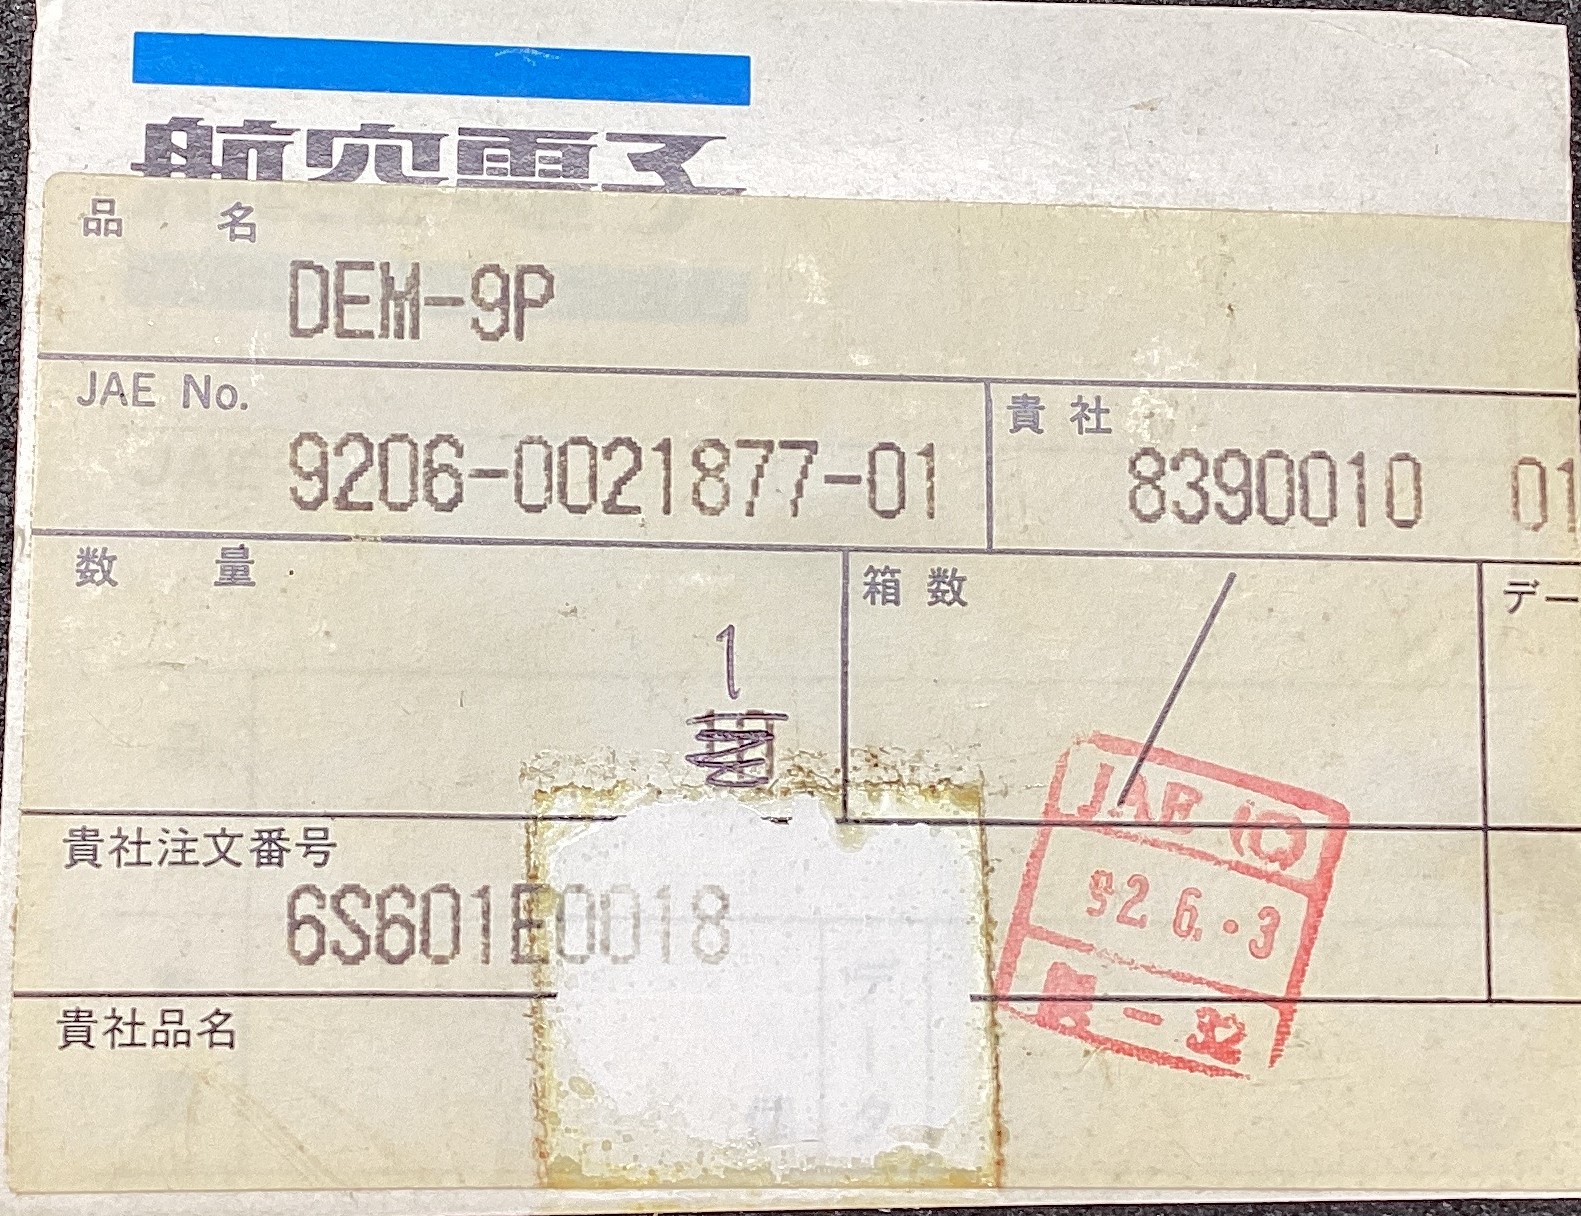 航空電子
品名
DEM-9P
JAE No.
9206-0021877-01
貴社
8390010 01
数量
1
箱数
デー
貴社注文番号
6S601E0018
JAE (Q)
92.6.・3
- 32
貴社品名